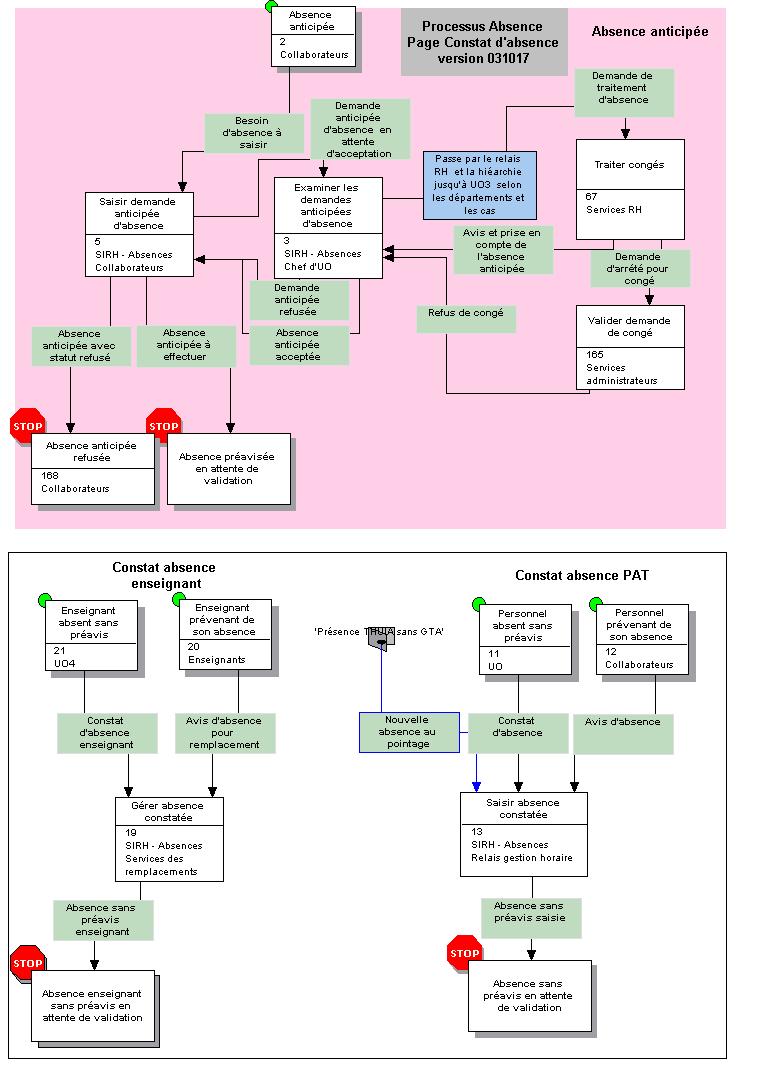 Absence
anticipée
2
Collaborateurs
Processus Absence
Page Constat d'absence
version 031017
Absence anticipée
Demande de
traitement
d'absence
Besoin
d'absence à
saisir
Demande
anticipée
d'absence en
attente
d'acceptation
Passe par le relais
RH et la hiéarchie
jusqu'à UO3 selon
les départements et
les cas
Traiter congés
67
Services RH
Saisir demande
anticipée
d'absence
5
SIRH - Absences
Collaborateurs
Examiner les
demandes
anticipées
d'absence
3
SIRH - Absences
Chef d'UO
Avis et prise en
compte de
l'absence
anticipée
Demande
d'arrété pour
congé
Demande
anticipée
refusée
Refus de congé
Valider demande
de congé
165
Services
administrateurs
Absence
anticipée avec
statut refusé
Absence
anticipée à
effectuer
Absence
anticipée
acceptée
STOP
Absence anticipée
refusée
168
Collaborateurs
STOP
Absence préavisée
en attente de
validation
Constat absence
enseignant
Enseignant
absent sans
préavis
21
UO4
Enseignant
prévenant de
son absence
20
Enseignants
Constat
d'absence
enseignant
Avis d'absence
pour
remplacement
Gérer absence
constatée
19
SIRH - Absences
Services des
remplacements
Absence sans
préavis
enseignant
STOP
Absence enseignant
sans préavis en
attente de validation
Constat absence PAT
'Présence THUIA sans GTA'
Personnel
absent sans
préavis
11
UO
Personnel
prévenant de
son absence
12
Collaborateurs
Nouvelle
absence au
pointage
Constat
d'absence
Avis d'absence
Saisir absence
constatée
13
SIRH - Absences
Relais gestion horaire
Absence sans
préavis saisie
STOP
Absence sans
préavis en attente
de validation